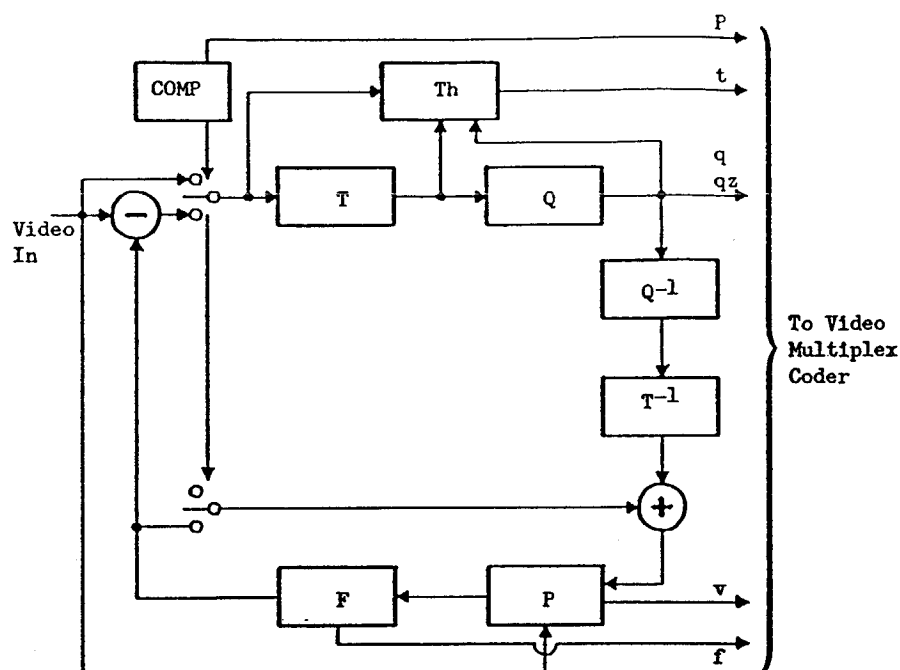 P
COMP
Th
t
q
qz
T
Q
Video
In
Q-1
T-1
To Video
Multiplex
Coder
F
P
v
f